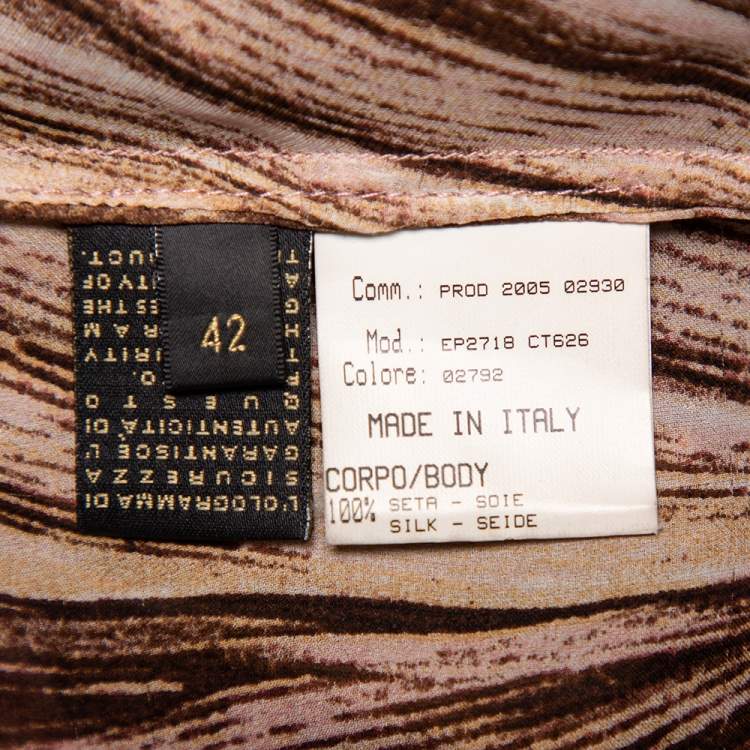 42
Comm.: PROD 2005 02930
Mod.: EP2718 CT626
Colore: 02792
MADE IN ITALY
CORPO/BODY
100% SETA - SOIE
SILK - SEIDE
L'OLOGRAMMA DI
SICUREZZA
GARANTISCE L'
AUTENTICITÀ DI
QUESTO